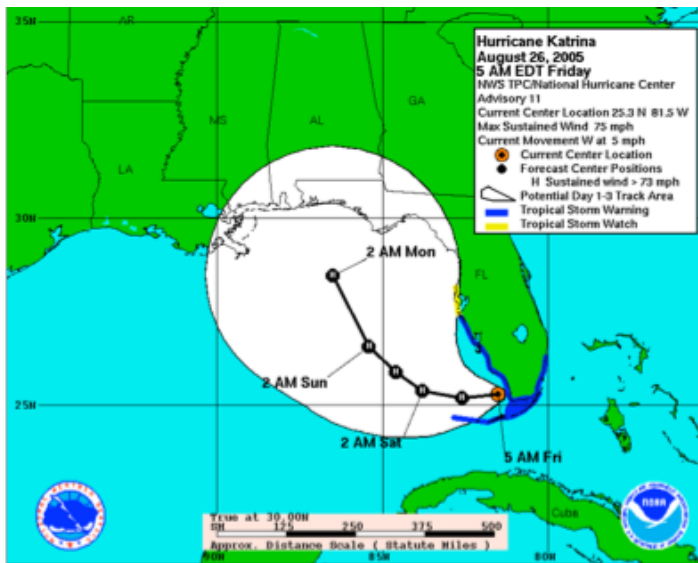 35N
AR
MS
AL
GA
LA
Hurricane Katrina
August 26, 2005
5 AM EDT Friday
NWS TPC/National Hurricane Center
Advisory 11
Current Center Location 25.3 N 81.5 W
Max Sustained Wind 75 mph
Current Movement W at 5 mph
Current Center Location
Forecast Center Positions
H Sustained wind > 73 mph
Potential Day 1-3 Track Area
Tropical Storm Warning
Tropical Storm Watch
30N
2 AM Mon
FL
H
H
2 AM Sun
H
H
H
25N
2 AM Sat
5 AM Fri
Cuba
NOAA
True at 30.00N
SM 125 250 375 500
Approx. Distance Scale ( Statute Miles )
90W 85W 80W